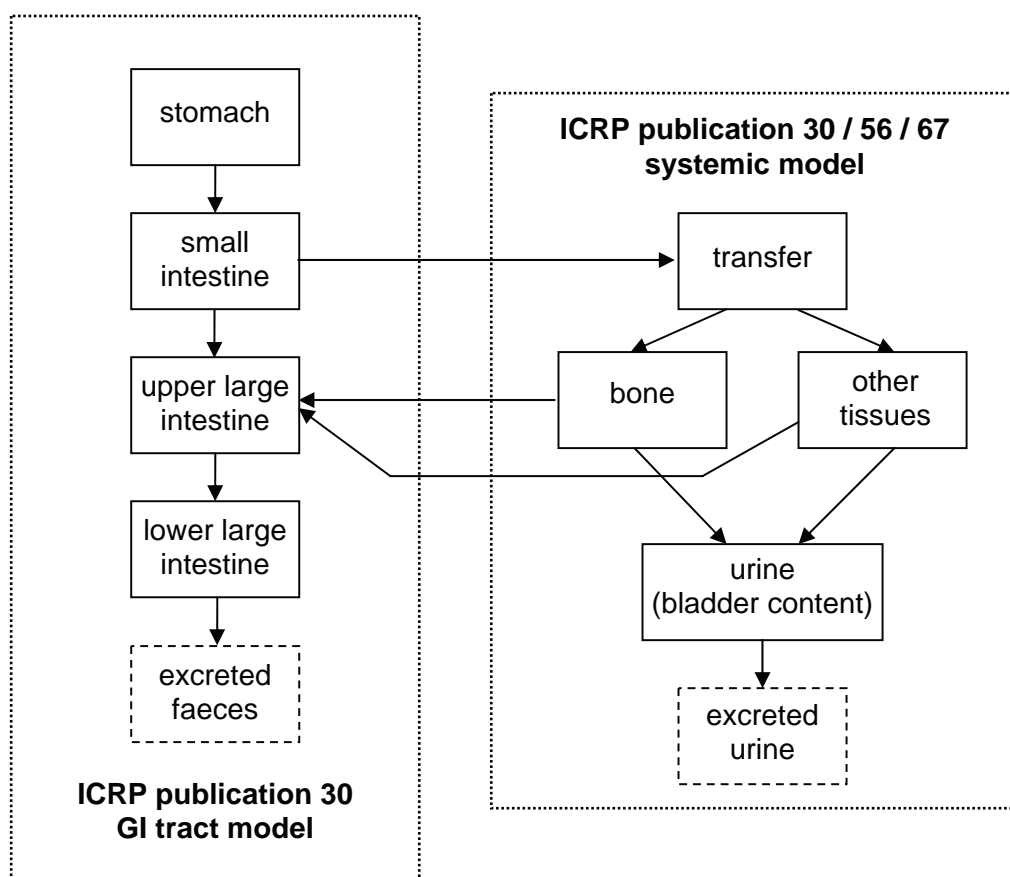 stomach
small
intestine
upper large
intestine
lower large
intestine
excreted
faeces
ICRP publication 30
GI tract model
ICRP publication 30 / 56 / 67
systemic model
transfer
bone
other
tissues
urine
(bladder content)
excreted
urine